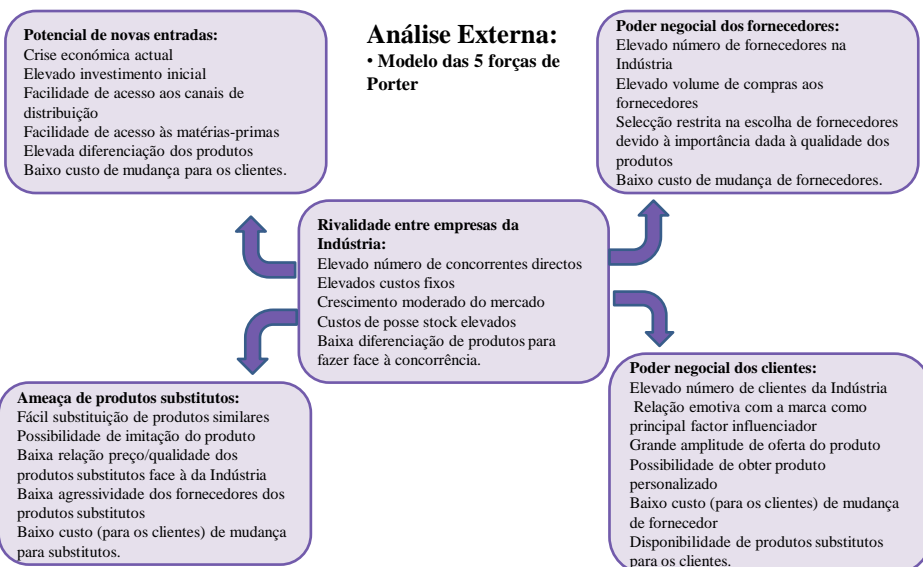 Potencial de novas entradas:
Crise económica actual
Elevado investimento inicial
Facilidade de acesso aos canais de
distribuição
Facilidade de acesso às matérias-primas
Elevada diferenciação dos produtos
Baixo custo de mudança para os clientes.
Análise Externa:
• Modelo das 5 forças de
Porter
Poder negocial dos fornecedores:
Elevado número de fornecedores na
Indústria
Elevado volume de compras aos
fornecedores
Selecção restrita na escolha de fornecedores
devido à importância dada à qualidade dos
produtos
Baixo custo de mudança de fornecedores.
Rivalidade entre empresas da
Indústria:
Elevado número de concorrentes directos
Elevados custos fixos
Crescimento moderado do mercado
Custos de posse stock elevados
Baixa diferenciação de produtos para
fazer face à concorrência.
Ameaça de produtos substitutos:
Fácil substituição de produtos similares
Possibilidade de imitação do produto
Baixa relação preço/qualidade dos
produtos substitutos face à da Indústria
Baixa agressividade dos fornecedores dos
produtos substitutos
Baixo custo (para os clientes) de mudança
para substitutos.
Poder negocial dos clientes:
Elevado número de clientes da Indústria
Relação emotiva com a marca como
principal factor influenciador
Grande amplitude de oferta do produto
Possibilidade de obter produto
personalizado
Baixo custo (para os clientes) de mudança
de fornecedor
Disponibilidade de produtos substitutos
para os clientes.